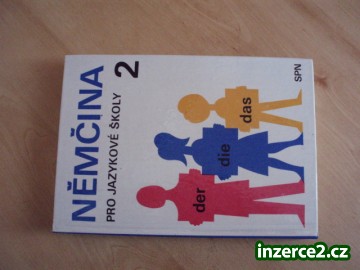 NĚMČINA
PRO JAZYKOVÉ ŠKOLY
2
der
die
das
SPN
inzerce2.cz